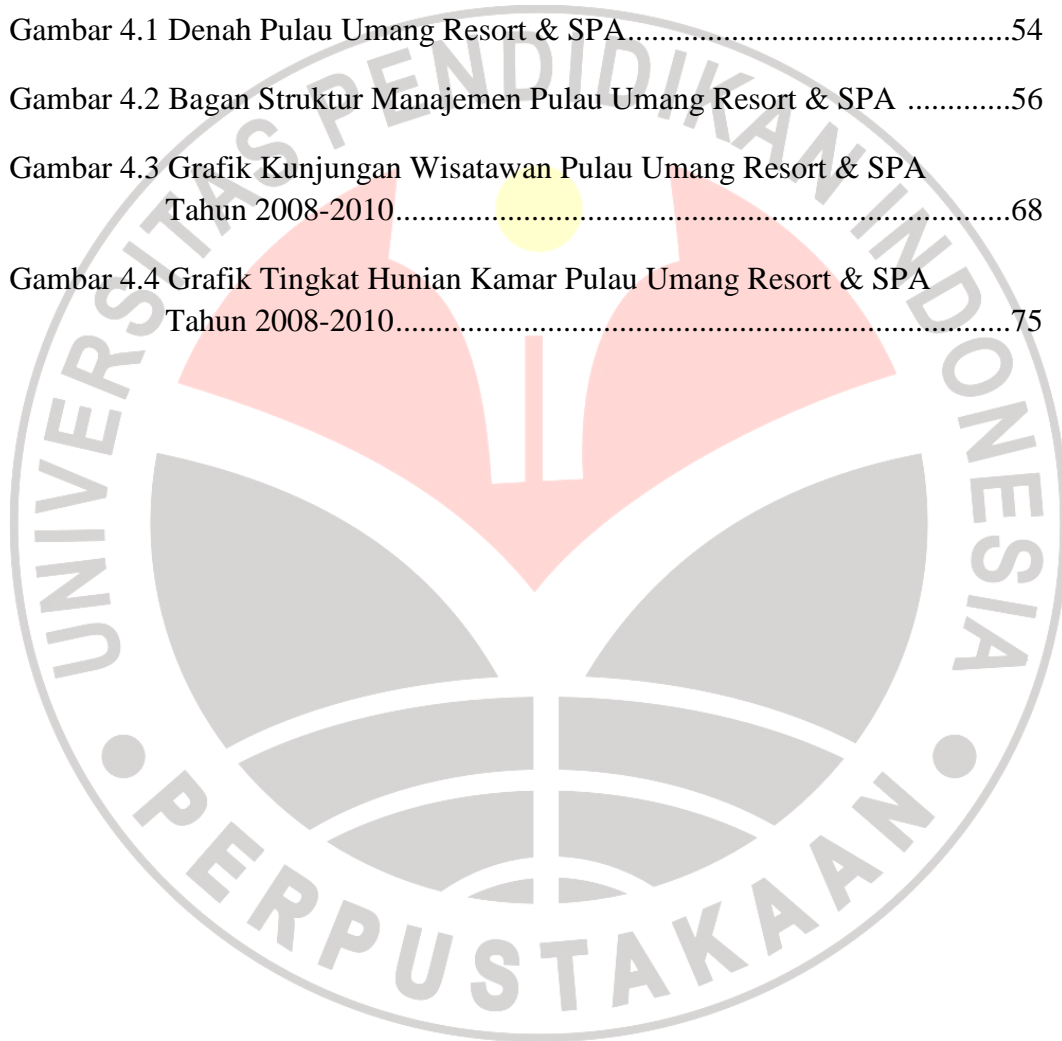 Gambar 4.1 Denah Pulau Umang Resort & SPA...............................................54
Gambar 4.2 Bagan Struktur Manajemen Pulau Umang Resort & SPA .............56
Gambar 4.3 Grafik Kunjungan Wisatawan Pulau Umang Resort & SPA
Tahun 2008-2010............................................................................68
Gambar 4.4 Grafik Tingkat Hunian Kamar Pulau Umang Resort & SPA
Tahun 2008-2010............................................................................75
UNIVERSITAS PENDIDIKAN INDONESIA
PERPUSTAKAAN